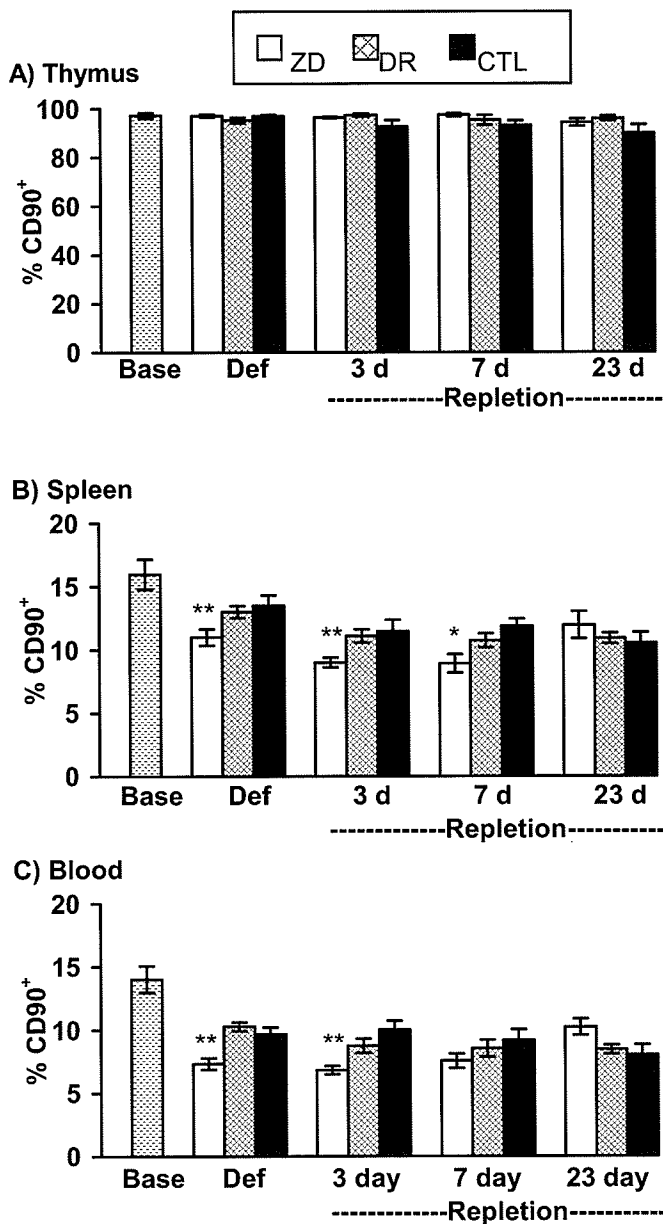 ZD DR CTL
A) Thymus
% CD90+
100
80
60
40
20
0
Base Def 3 d 7 d 23 d
-----------Repletion-----------
B) Spleen
% CD90+
20
15
10
5
0
** ** *
Base Def 3 d 7 d 23 d
-----------Repletion-----------
C) Blood
% CD90+
20
15
10
5
0
** **
Base Def 3 day 7 day 23 day
-----------Repletion-----------